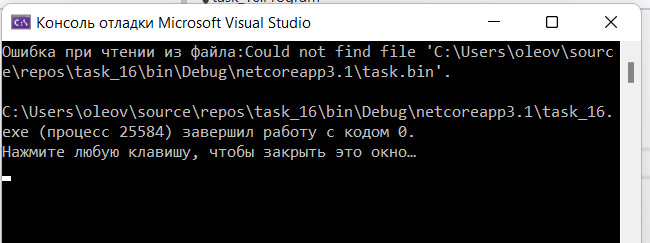 Консоль отладки Microsoft Visual Studio
Ошибка при чтении из файла:Could not find file 'C:\Users\oleov\sourc
e\repos\task_16\bin\Debug\netcoreapp3.1\task.bin'.
C:\Users\oleov\source\repos\task_16\bin\Debug\netcoreapp3.1\task_16.
exe (процесс 25584) завершил работу с кодом 0.
Нажмите любую клавишу, чтобы закрыть это окно…